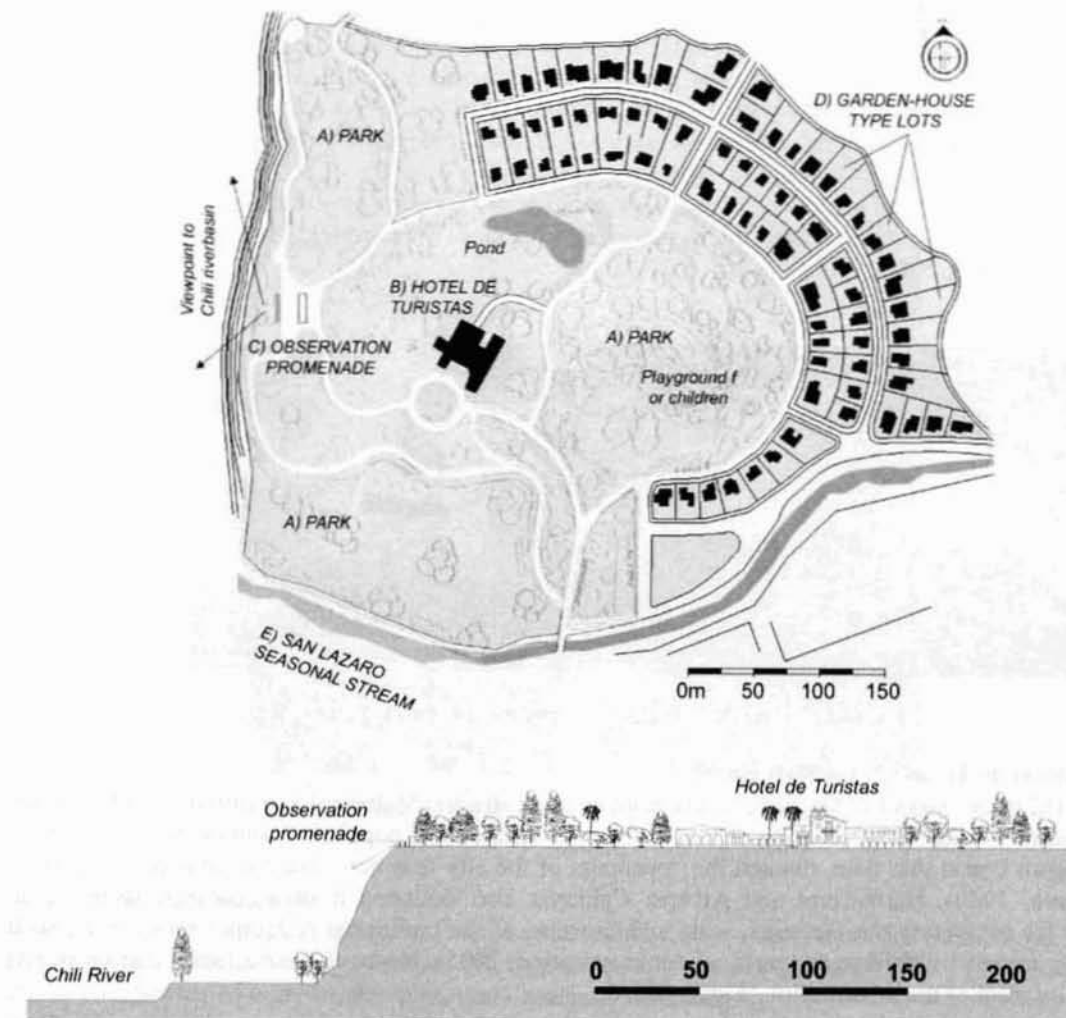 D) GARDEN-HOUSE
TYPE LOTS
A) PARK
Viewpoint to
Chili riverbasin
Pond
B) HOTEL DE
TURISTAS
A) PARK
C) OBSERVATION
PROMENADE
Playground f
or children
A) PARK
E) SAN LAZARO
SEASONAL STREAM
0m 50 100 150
Hotel de Turistas
Observation
promenade
Chili River
0 50 100 150 200